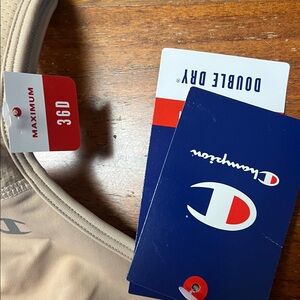 MAXIMUM
36D
DOUBLE DRY®
Champion